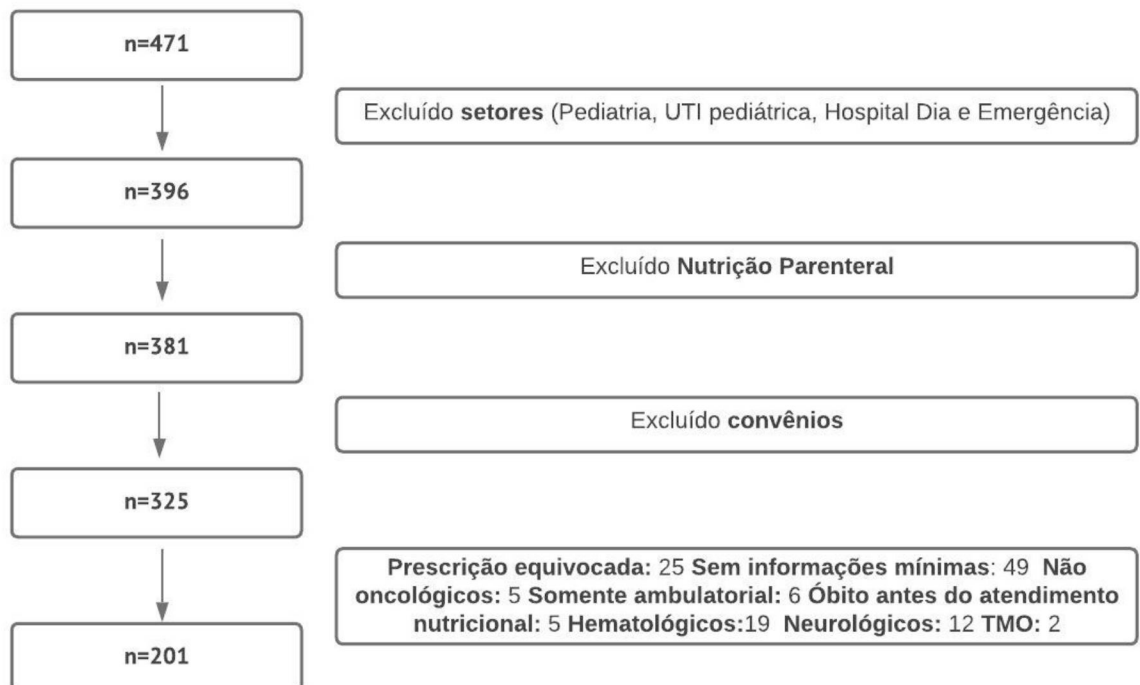 n=471
Excluído setores (Pediatria, UTI pediátrica, Hospital Dia e Emergência)
n=396
Excluído Nutrição Parenteral
n=381
Excluído convênios
n=325
Prescrição equivocada: 25 Sem informações mínimas: 49 Não
oncológicos: 5 Somente ambulatorial: 6 Óbito antes do atendimento
nutricional: 5 Hematológicos:19 Neurológicos: 12 TMO: 2
n=201